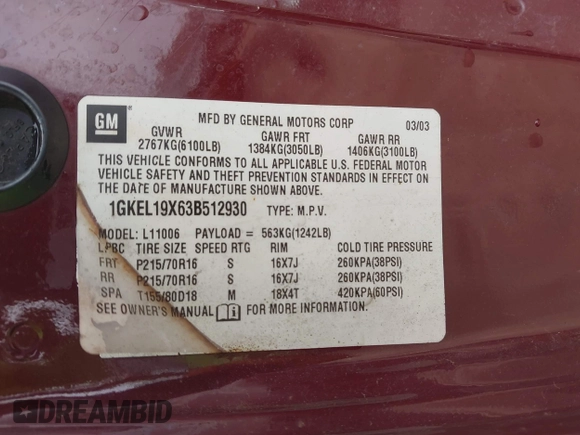 GM
MFD BY GENERAL MOTORS CORP 03/03
GVWR GAWR FRT GAWR RR
2767KG(6100LB) 1384KG(3050LB) 1406KG(3100LB)
THIS VEHICLE CONFORMS TO ALL APPLICABLE U.S. FEDERAL MOTOR
VEHICLE SAFETY AND THEFT PREVENTION STANDARDS IN EFFECT ON
THE DATE OF MANUFACTURE SHOWN ABOVE.
1GKEL19X63B512930 TYPE: M.P.V.
MODEL: L11006 PAYLOAD = 563KG(1242LB)
LPBC TIRE SIZE SPEED RTG RIM COLD TIRE PRESSURE
FRT P215/70R16 S 16X7J 260KPA(38PSI)
RR P215/70R16 S 16X7J 260KPA(38PSI)
SPA T155/80D18 M 18X4T 420KPA(60PSI)
SEE OWNER'S MANUAL FOR MORE INFORMATION.
DREAMBID